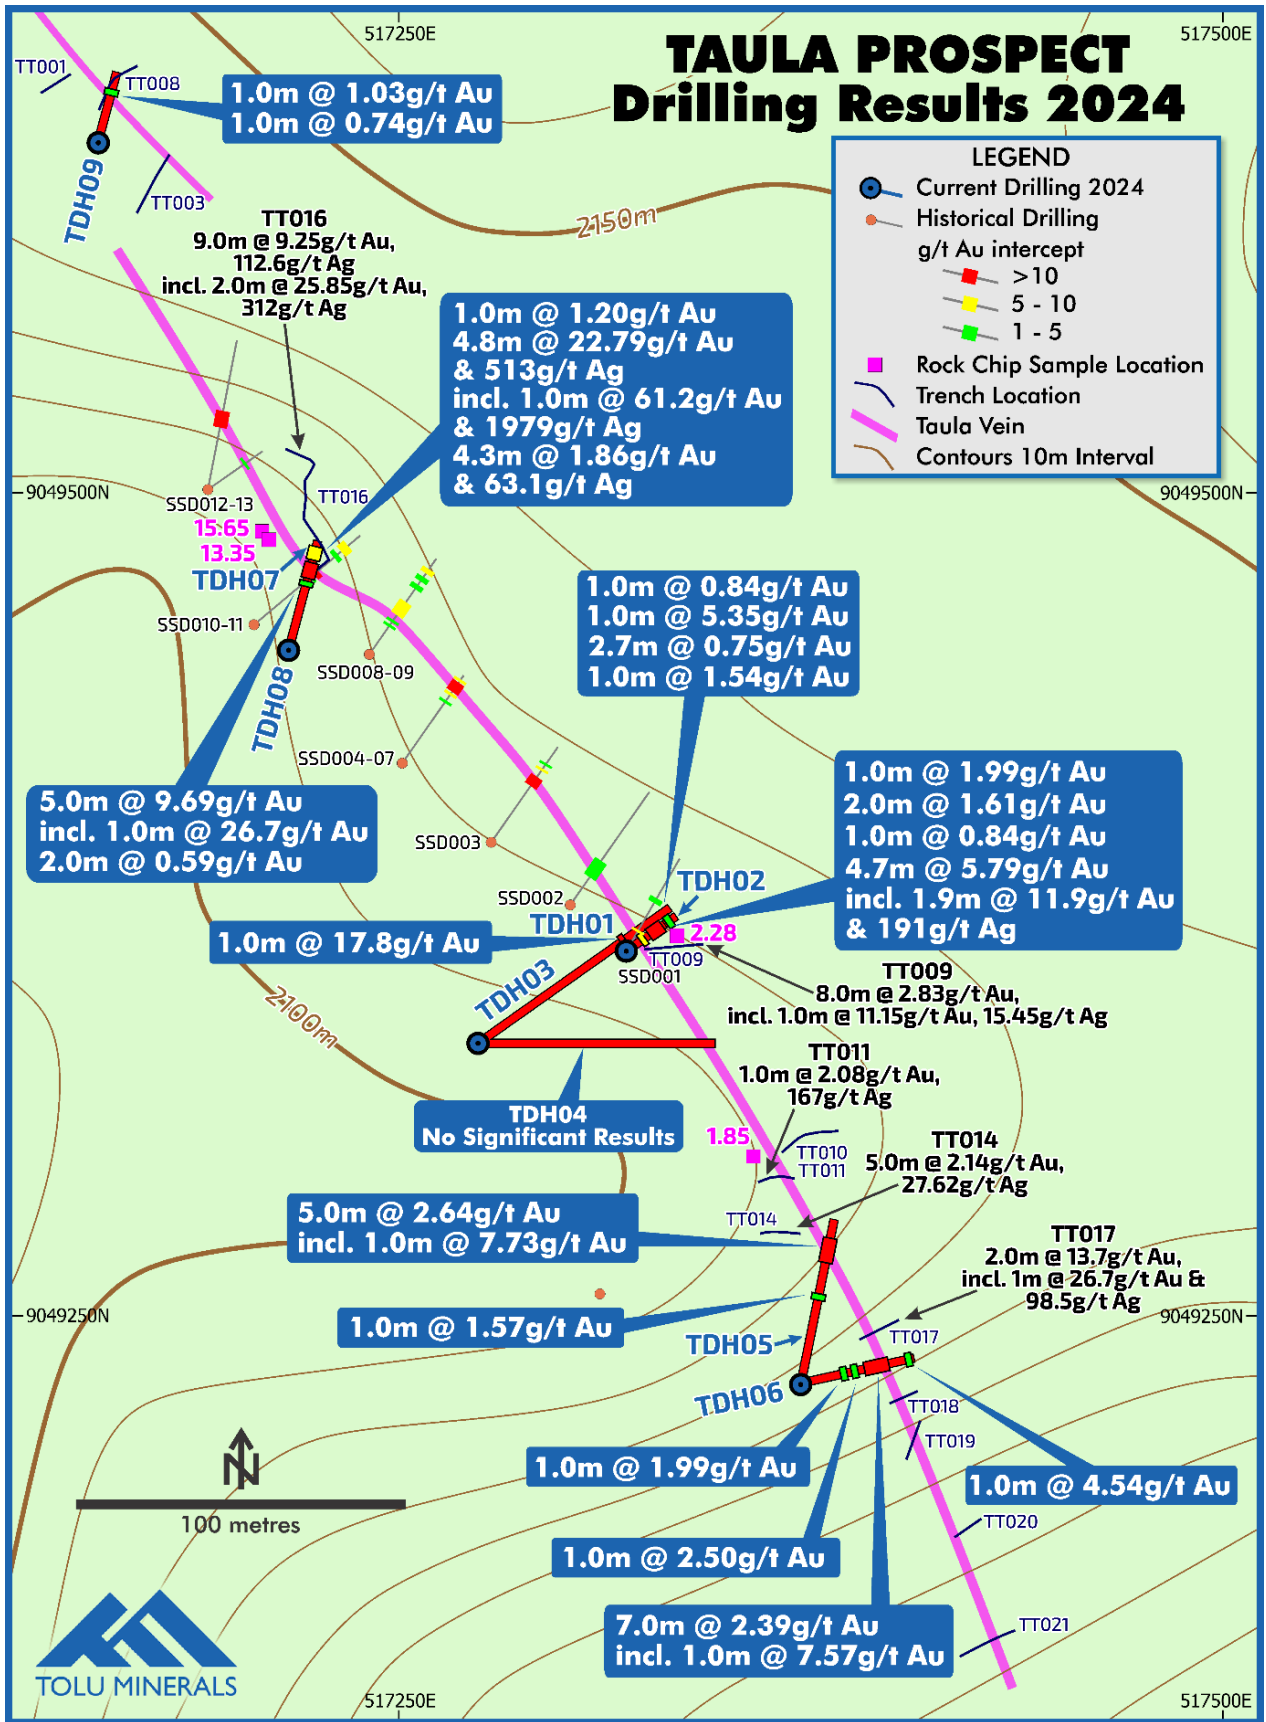 517250E
517500E
TAULA PROSPECT
Drilling Results 2024
TT001
TT008
1.0m @ 1.03g/t Au
1.0m @ 0.74g/t Au
TDH09
TT003
2150m
LEGEND
Current Drilling 2024
Historical Drilling
g/t Au intercept
>10
5 - 10
1 - 5
Rock Chip Sample Location
Trench Location
Taula Vein
Contours 10m Interval
TT016
9.0m @ 9.25g/t Au,
112.6g/t Ag
incl. 2.0m @ 25.85g/t Au,
312g/t Ag
1.0m @ 1.20g/t Au
4.8m @ 22.79g/t Au
& 513g/t Ag
incl. 1.0m @ 61.2g/t Au
& 1979g/t Ag
4.3m @ 1.86g/t Au
& 63.1g/t Ag
9049500N
9049500N
SSD012-13
TT016
15.65
13.35
TDH07
SSD010-11
SSD008-09
TDH08
SSD004-07
1.0m @ 0.84g/t Au
1.0m @ 5.35g/t Au
2.7m @ 0.75g/t Au
1.0m @ 1.54g/t Au
5.0m @ 9.69g/t Au
incl. 1.0m @ 26.7g/t Au
2.0m @ 0.59g/t Au
SSD003
1.0m @ 1.99g/t Au
2.0m @ 1.61g/t Au
1.0m @ 0.84g/t Au
4.7m @ 5.79g/t Au
incl. 1.9m @ 11.9g/t Au
& 191g/t Ag
SSD002
TDH02
TDH01
2.28
1.0m @ 17.8g/t Au
TT009
SSD001
TDH03
2100m
TT009
8.0m @ 2.83g/t Au,
incl. 1.0m @ 11.15g/t Au, 15.45g/t Ag
TT011
1.0m @ 2.08g/t Au,
167g/t Ag
TDH04
No Significant Results
1.85
TT010
TT011
TT014
5.0m @ 2.14g/t Au,
27.62g/t Ag
TT014
5.0m @ 2.64g/t Au
incl. 1.0m @ 7.73g/t Au
TT017
2.0m @ 13.7g/t Au,
incl. 1m @ 26.7g/t Au &
98.5g/t Ag
9049250N
9049250N
1.0m @ 1.57g/t Au
TDH05
TT017
TDH06
TT018
TT019
1.0m @ 1.99g/t Au
1.0m @ 4.54g/t Au
N
100 metres
TT020
1.0m @ 2.50g/t Au
7.0m @ 2.39g/t Au
incl. 1.0m @ 7.57g/t Au
TT021
TOLU MINERALS
517250E
517500E